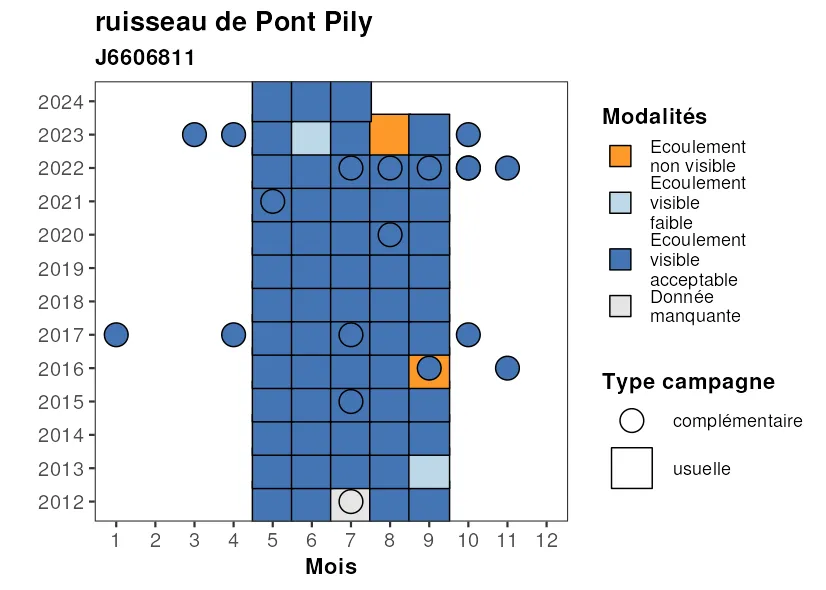 ruisseau de Pont Pily
J6606811
2024
2023
2022
2021
2020
2019
2018
2017
2016
2015
2014
2013
2012
1 2 3 4 5 6 7 8 9 10 11 12
Mois
Modalités
Ecoulement
non visible
Ecoulement
visible
faible
Ecoulement
visible
acceptable
Donnée
manquante
Type campagne
complémentaire
usuelle